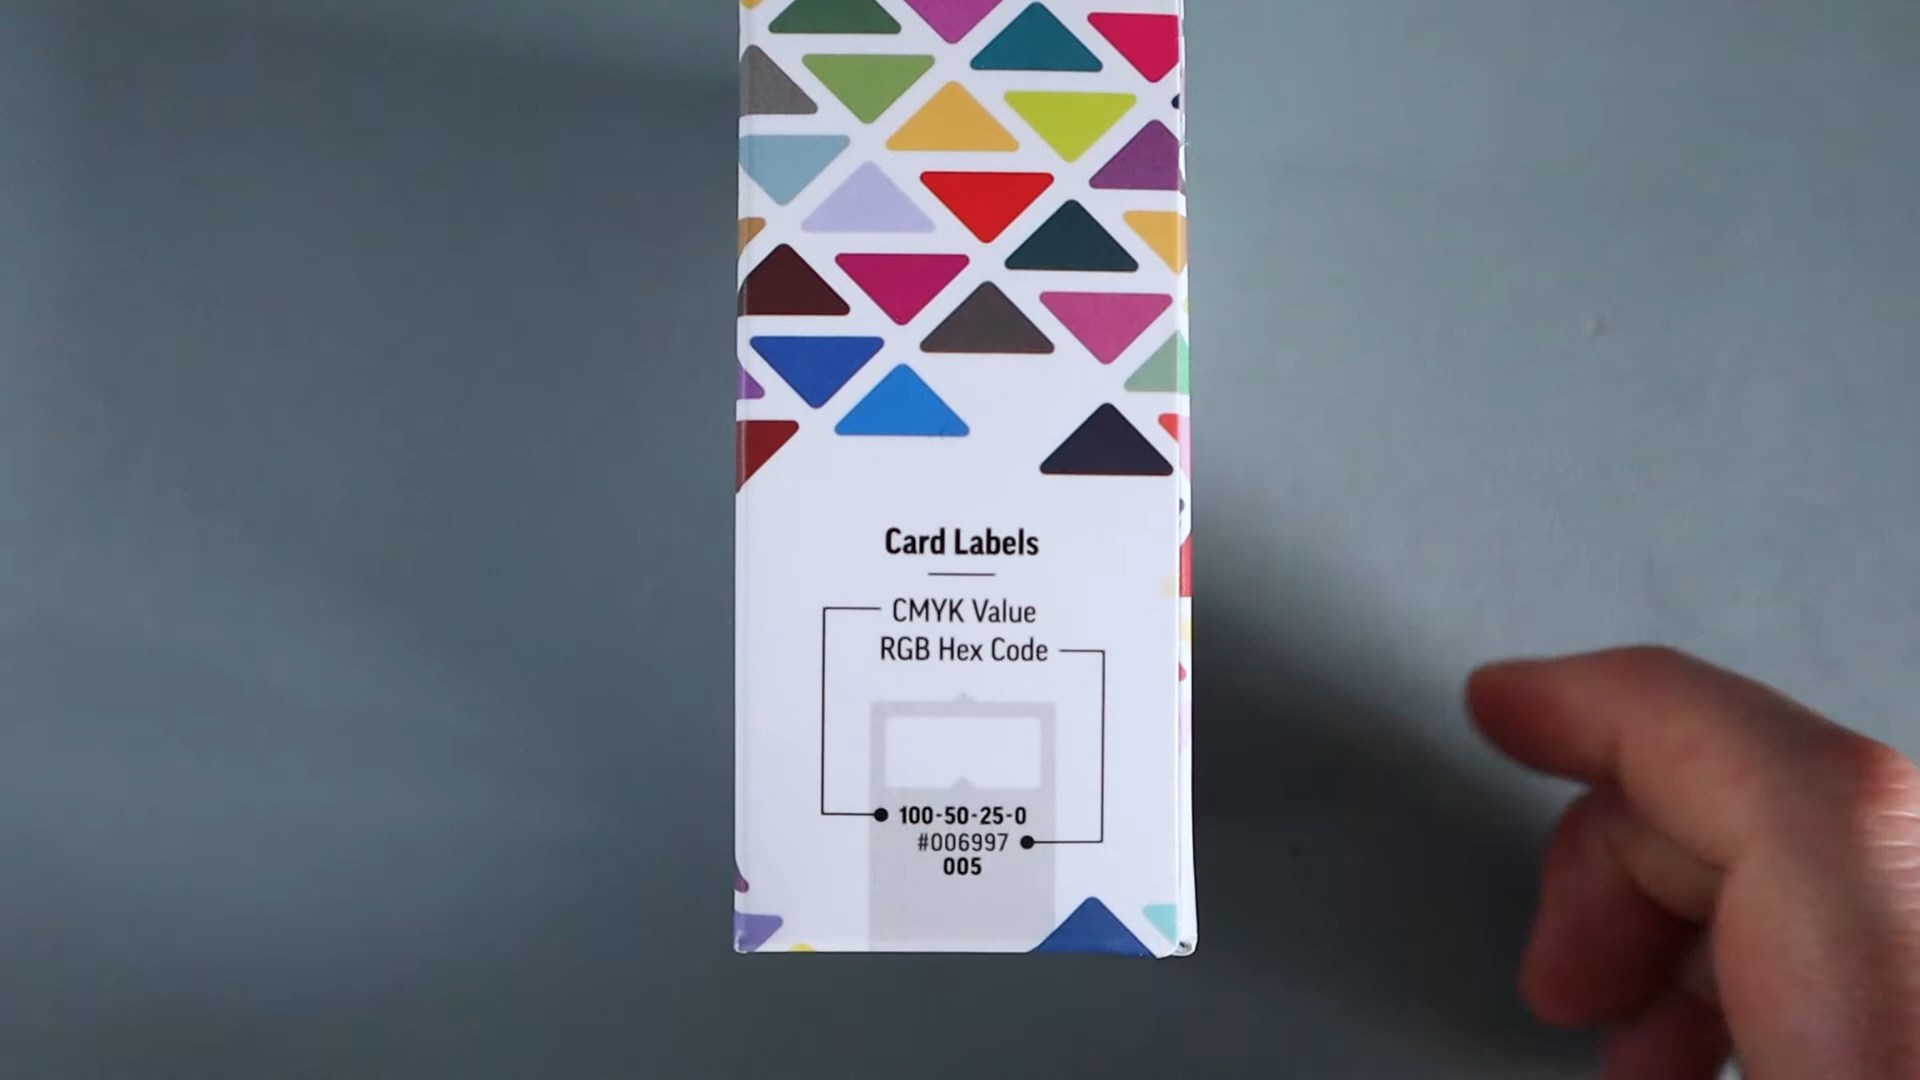 Card Labels
CMYK Value
RGB Hex Code
100-50-25-0
#006997
005